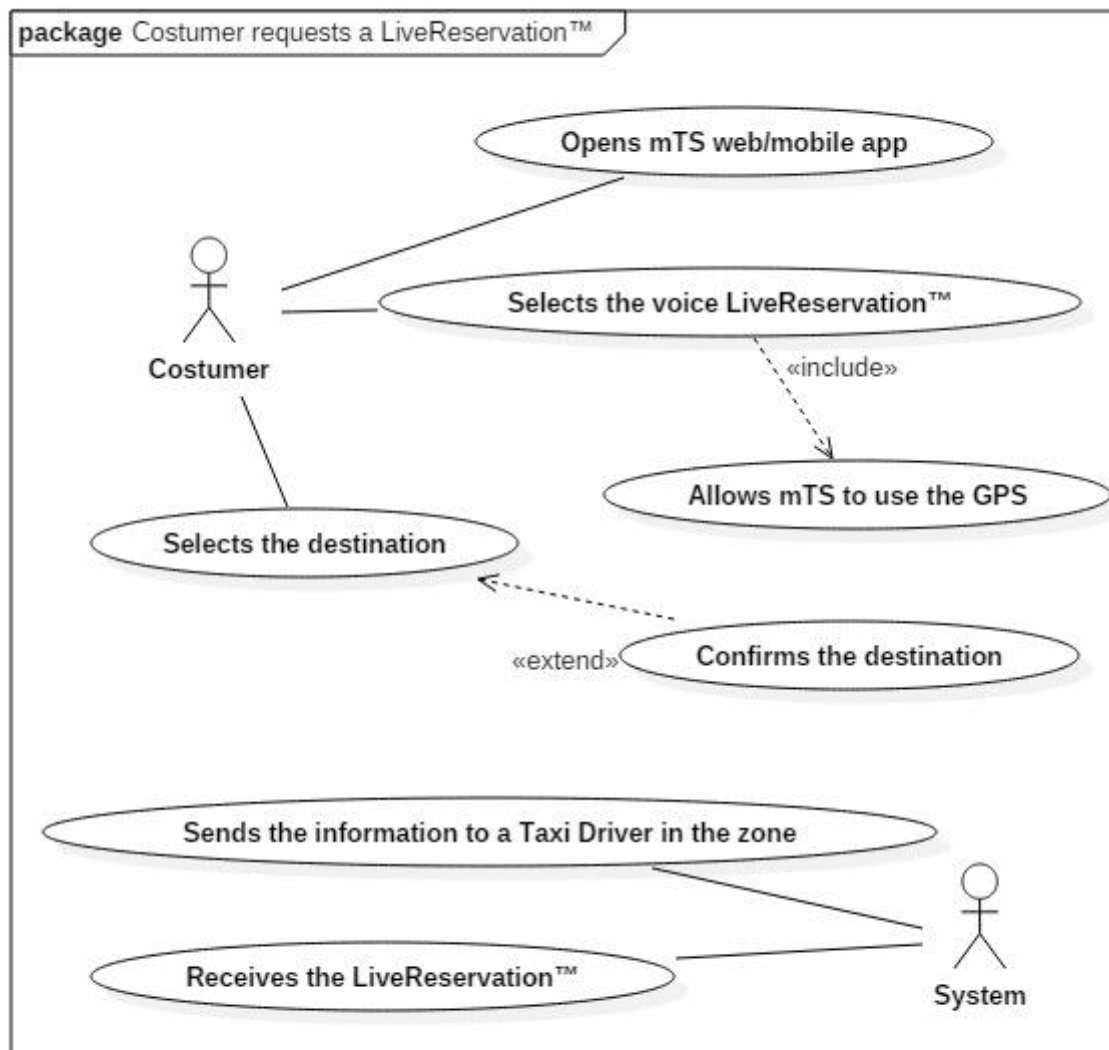 package Costumer requests a LiveReservation™
Opens mTS web/mobile app
Selects the voice LiveReservation™
Costumer
«include»
Allows mTS to use the GPS
Selects the destination
«extend»
Confirms the destination
Sends the information to a Taxi Driver in the zone
Receives the LiveReservation™
System